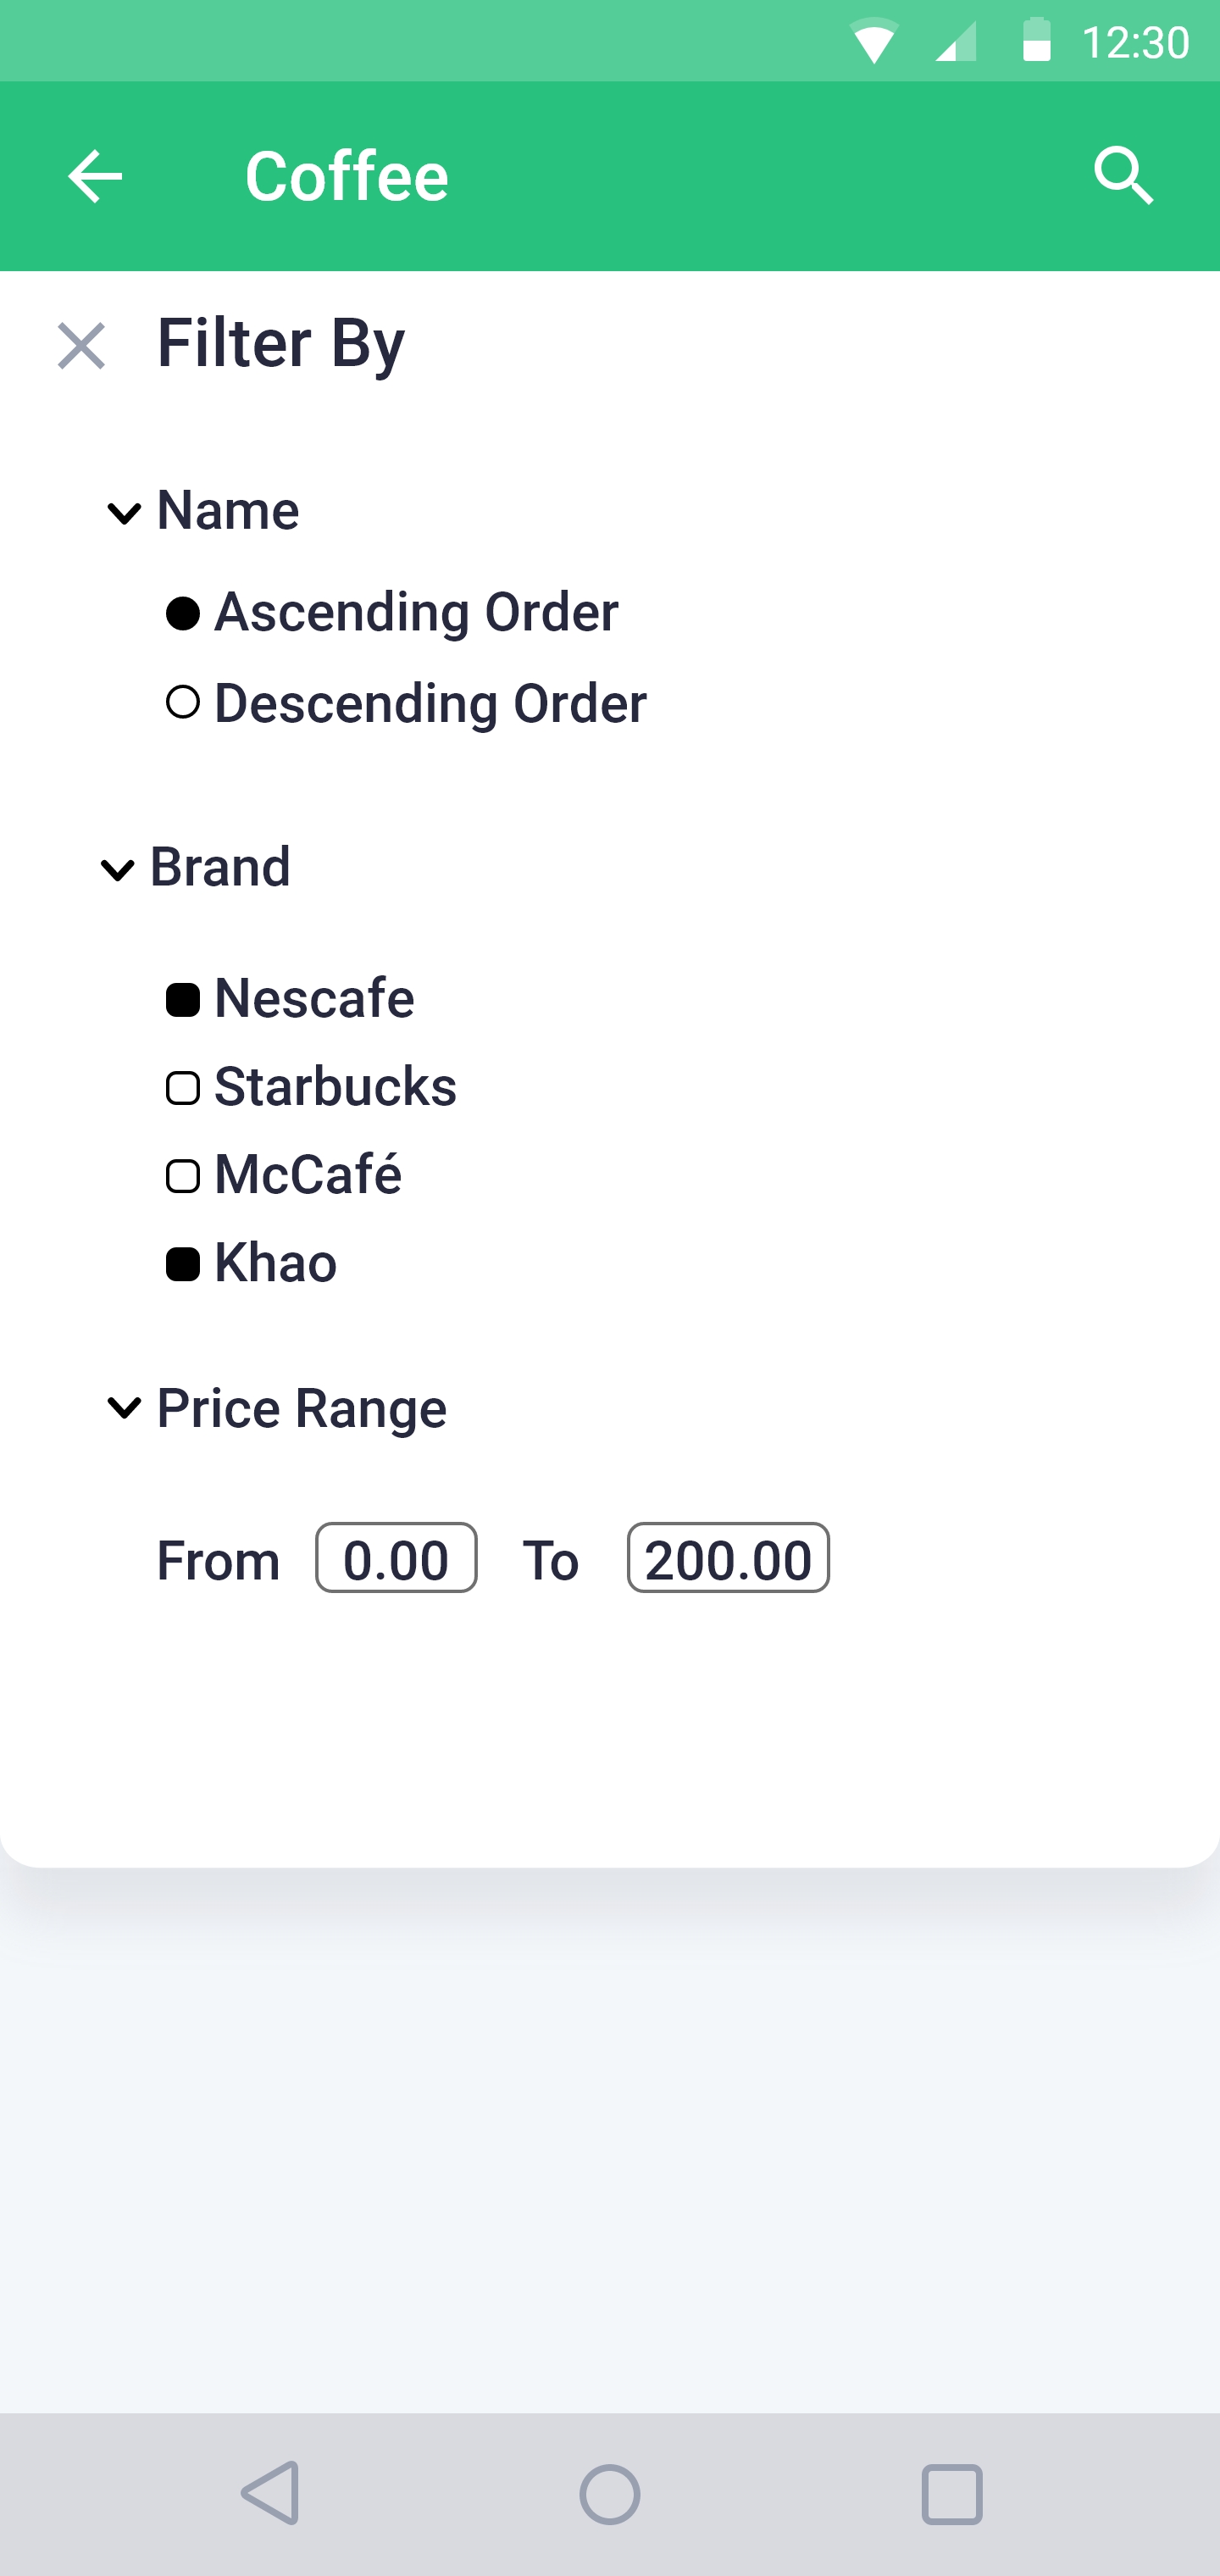 12:30
Coffee
Filter By
Name
Ascending Order
Descending Order
Brand
Nescafe
Starbucks
McCafé
Khao
Price Range
From 0.00 To 200.00